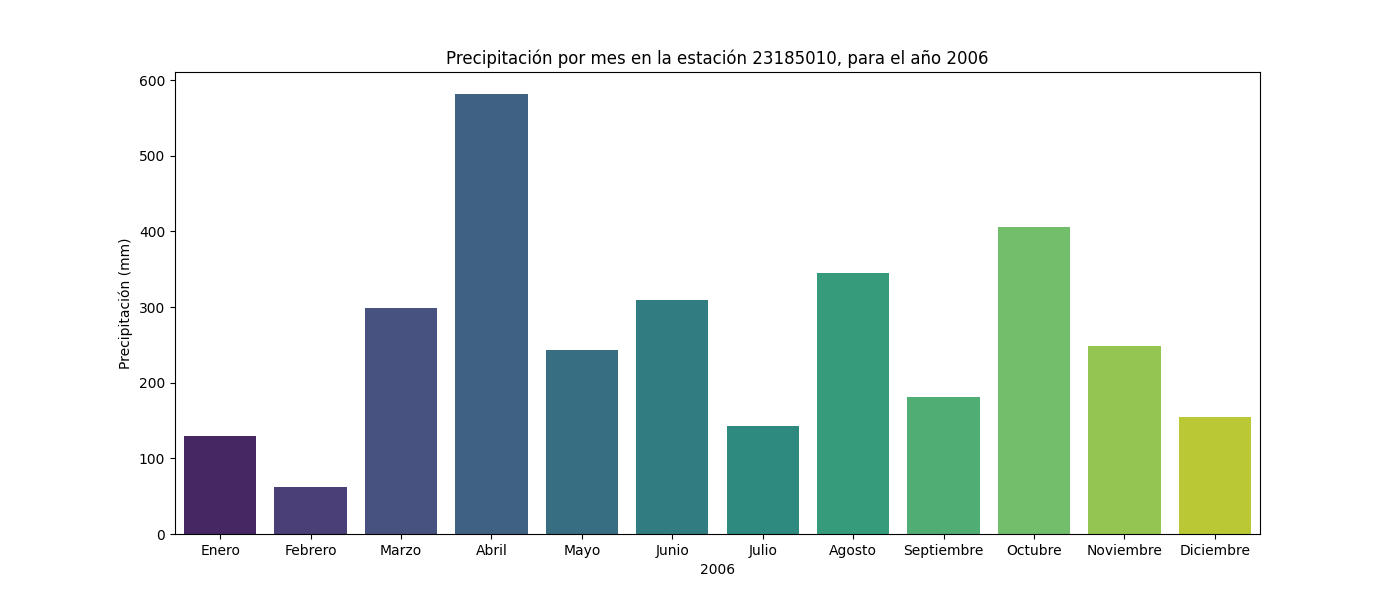 Precipitación por mes en la estación 23185010, para el año 2006
Precipitación (mm)
600
500
400
300
200
100
0
Enero Febrero Marzo Abril Mayo Junio Julio Agosto Septiembre Octubre Noviembre Diciembre
2006